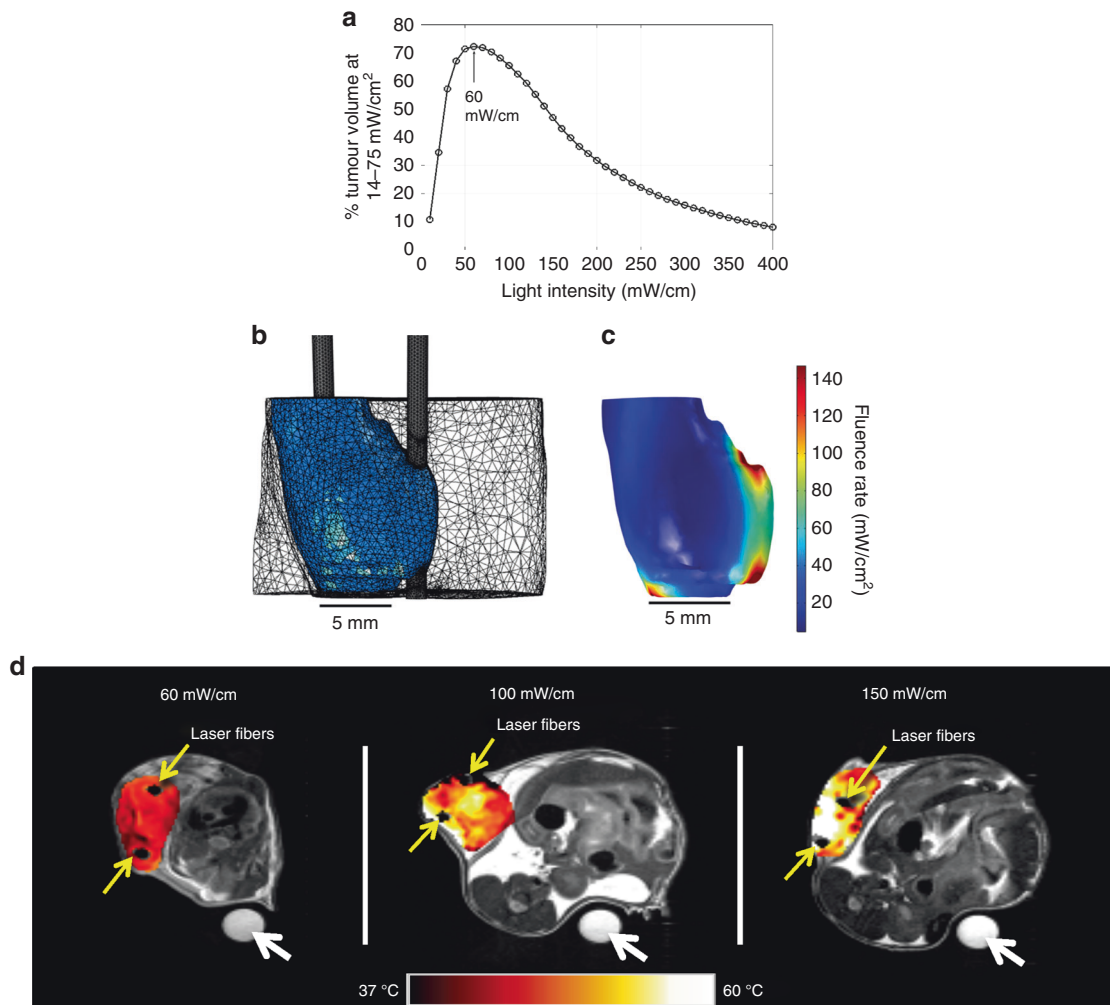 a
80
70
60
50
40
30
20
10
0
% tumour volume at
14–75 mW/cm²
60
mW/cm
0 50 100 150 200 250 300 350 400
Light intensity (mW/cm)
b
5 mm
c
5 mm
140
120
100
80
60
40
20
Fluence rate (mW/cm²)
d
60 mW/cm
Laser fibers
100 mW/cm
Laser fibers
150 mW/cm
Laser fibers
37 °C
60 °C